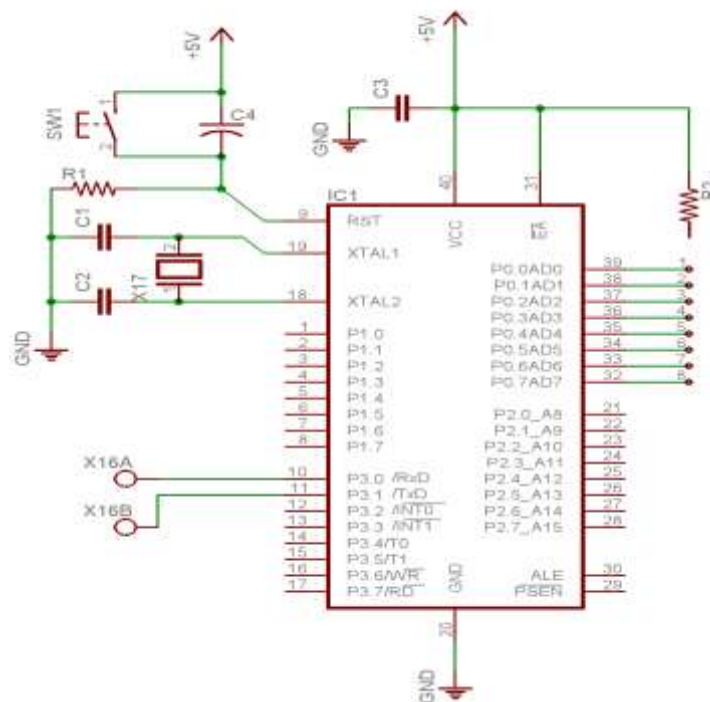 +5V
+5V
SW1
1
2
C4
C3
GND
R1
IC1
40
31
9
RST
VCC
EA
C1
19
XTAL1
2
X17
1
C2
18
XTAL2
GND
P0.0AD0 39 1
P0.1AD1 38 2
P0.2AD2 37 3
P0.3AD3 36 4
P0.4AD4 35 5
P0.5AD5 34 6
P0.6AD6 33 7
P0.7AD7 32 8
1 P1.0
2 P1.1
3 P1.2
4 P1.3
5 P1.4
6 P1.5
7 P1.6
8 P1.7
P2.0_A8 21
P2.1_A9 22
P2.2_A10 23
P2.3_A11 24
P2.4_A12 25
P2.5_A13 26
P2.6_A14 27
P2.7_A15 28
X16A
X16B
10 P3.0 /RxD
11 P3.1 /TxD
12 P3.2 /INT0
13 P3.3 /INT1
14 P3.4/T0
15 P3.5/T1
16 P3.6/WR
17 P3.7/RD
ALE 30
PSEN 29
GND
20
GND